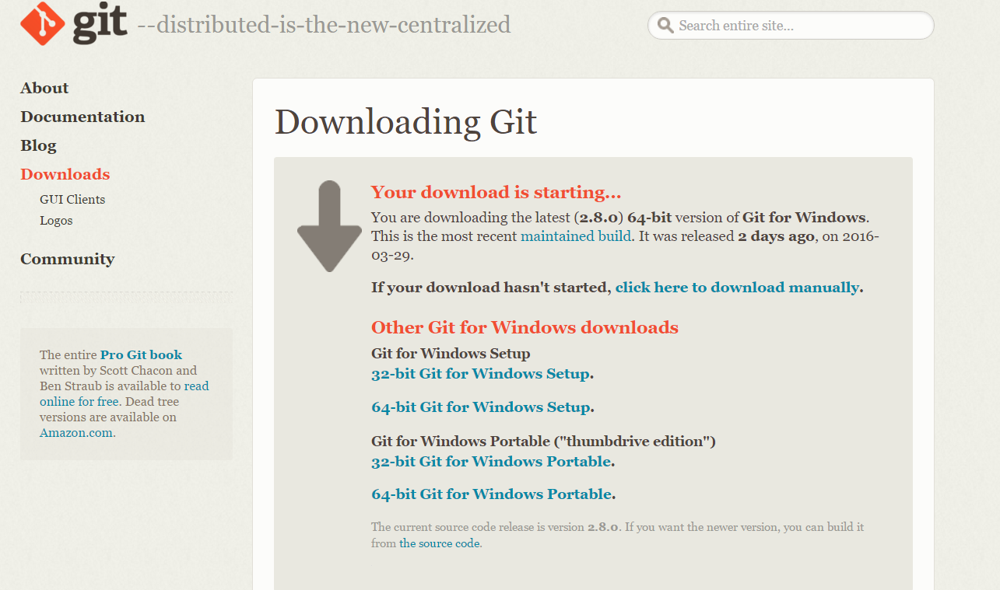 git --distributed-is-the-new-centralized
Search entire site...
About
Documentation
Blog
Downloads
GUI Clients
Logos
Community
The entire Pro Git book
written by Scott Chacon and
Ben Straub is available to read
online for free. Dead tree
versions are available on
Amazon.com.
Downloading Git
Your download is starting...
You are downloading the latest (2.8.0) 64-bit version of Git for Windows.
This is the most recent maintained build. It was released 2 days ago, on 2016-
03-29.
If your download hasn't started, click here to download manually.
Other Git for Windows downloads
Git for Windows Setup
32-bit Git for Windows Setup.
64-bit Git for Windows Setup.
Git for Windows Portable ("thumbdrive edition")
32-bit Git for Windows Portable.
64-bit Git for Windows Portable.
The current source code release is version 2.8.0. If you want the newer version, you can build it
from the source code.